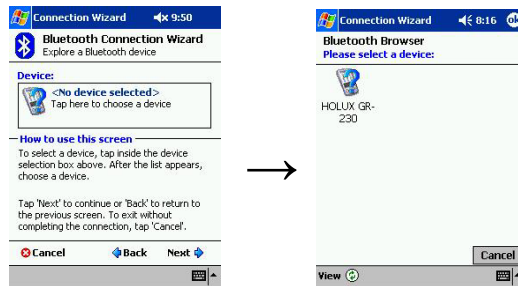 Connection Wizard 9:50
Bluetooth Connection Wizard
Explore a Bluetooth device
Device:
<No device selected>
Tap here to choose a device
How to use this screen
To select a device, tap inside the device
selection box above. After the list appears,
choose a device.
Tap 'Next' to continue or 'Back' to return to
the previous screen. To exit without
completing the connection, tap 'Cancel'.
Cancel Back Next
Connection Wizard 8:16 ok
Bluetooth Browser
Please select a device:
HOLUX GR-
230
Cancel
View